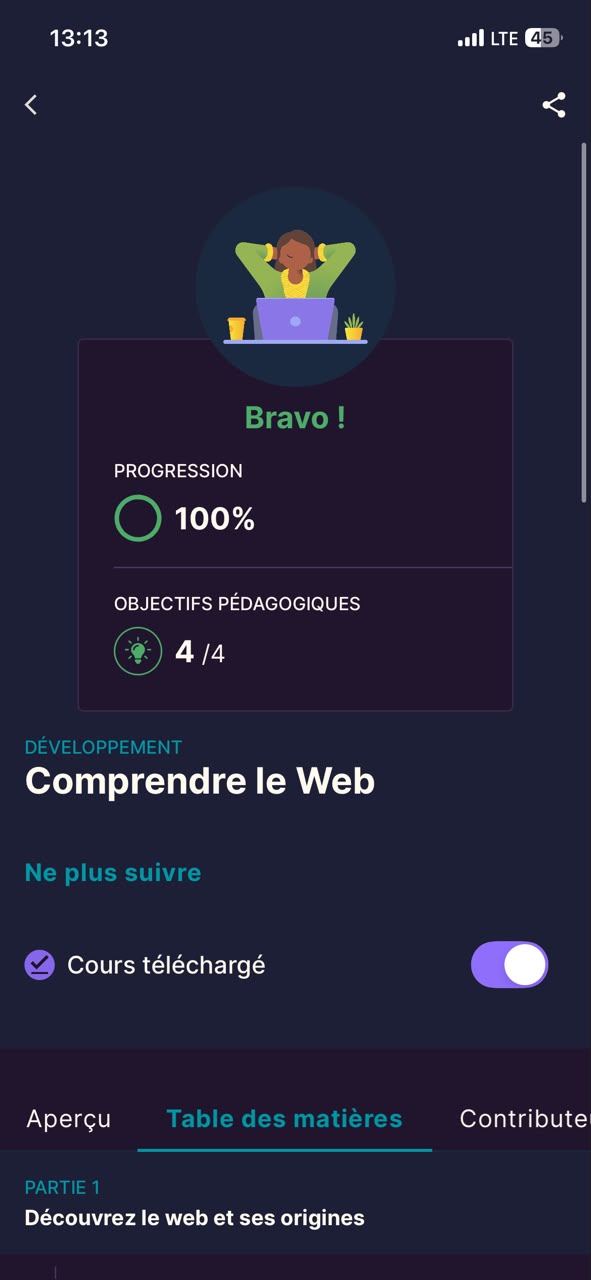 13:13
LTE 45
Bravo !
PROGRESSION
100%
OBJECTIFS PÉDAGOGIQUES
4 /4
DÉVELOPPEMENT
Comprendre le Web
Ne plus suivre
Cours téléchargé
Aperçu Table des matières Contribute
PARTIE 1
Découvrez le web et ses origines